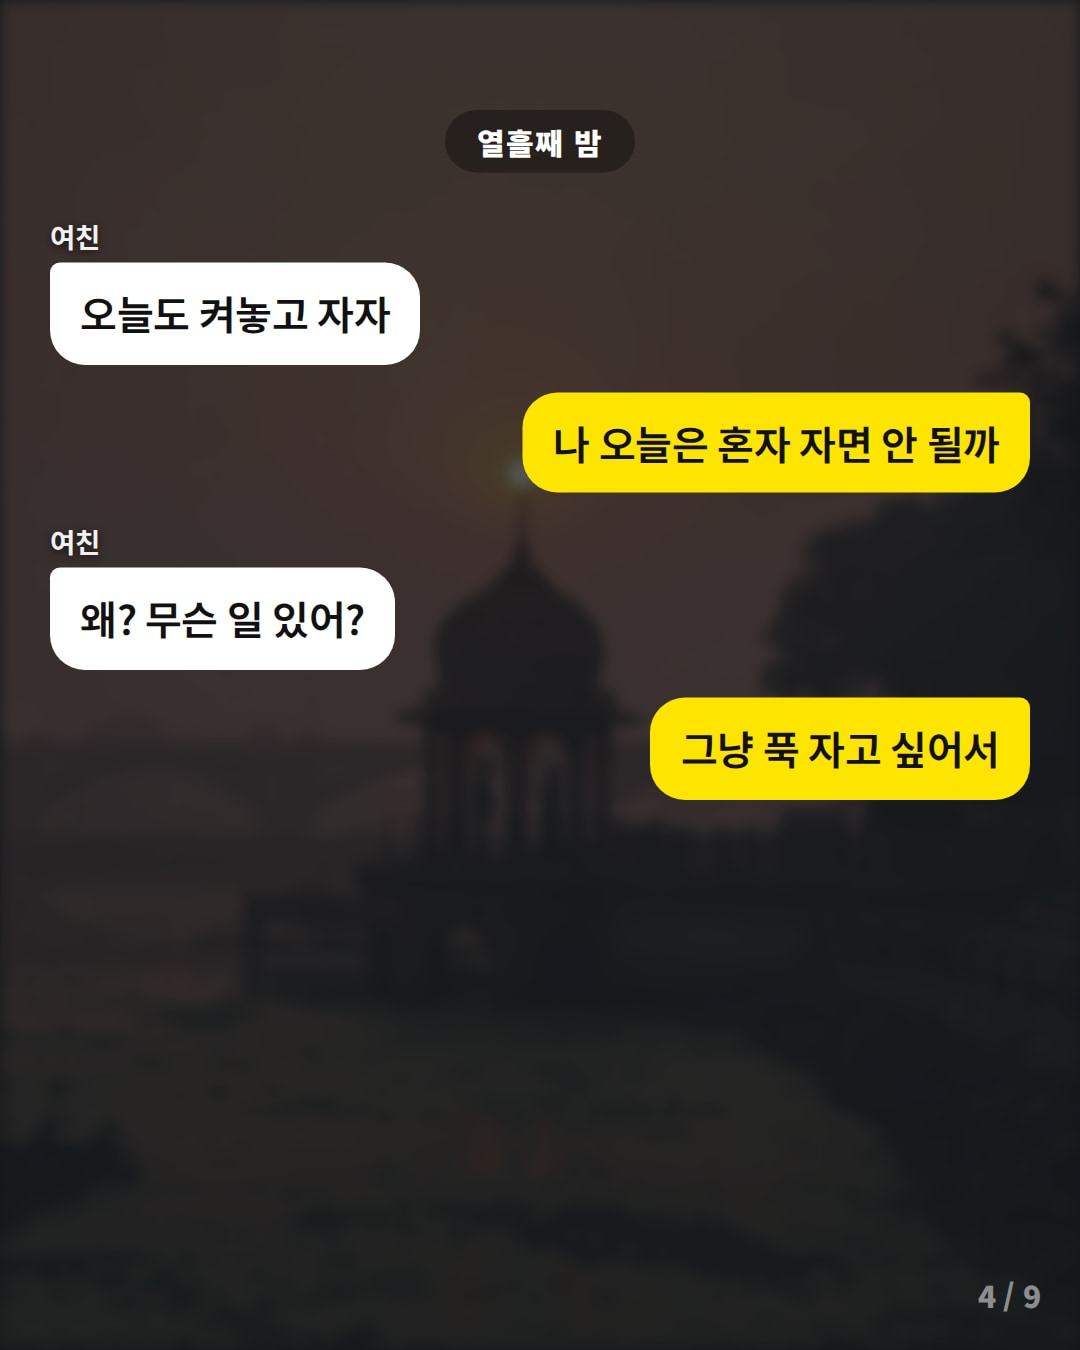 열흘째 밤
여친
오늘도 켜놓고 자자
나 오늘은 혼자 자면 안 될까
여친
왜? 무슨 일 있어?
그냥 푹 자고 싶어서
4 / 9